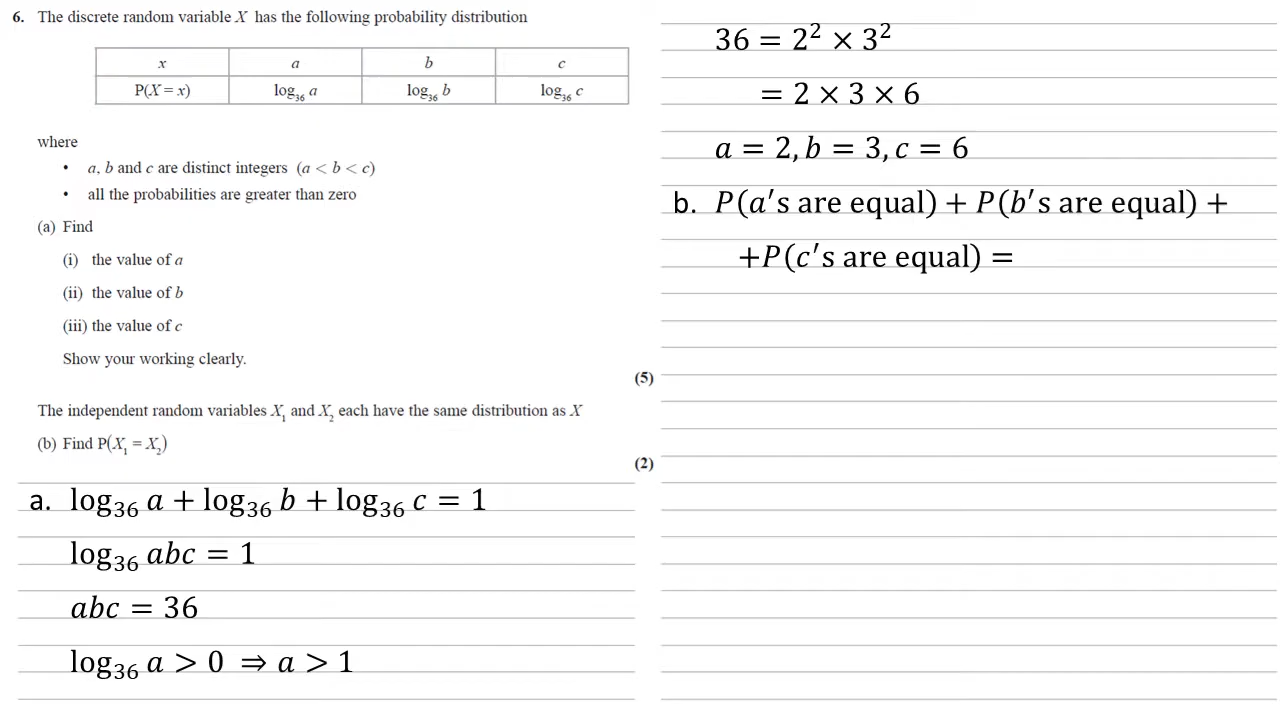 6. The discrete random variable X has the following probability distribution
x a b c
P(X = x) log₃₆ a log₃₆ b log₃₆ c
where
• a, b and c are distinct integers (a < b < c)
• all the probabilities are greater than zero
(a) Find
(i) the value of a
(ii) the value of b
(iii) the value of c
Show your working clearly.
(5)
The independent random variables X₁ and X₂ each have the same distribution as X
(b) Find P(X₁ = X₂)
(2)
a. log₃₆ a + log₃₆ b + log₃₆ c = 1
log₃₆ abc = 1
abc = 36
log₃₆ a > 0 ⇒ a > 1
36 = 2² × 3²
= 2 × 3 × 6
a = 2, b = 3, c = 6
b. P(a′s are equal) + P(b′s are equal) +
+P(c′s are equal) =